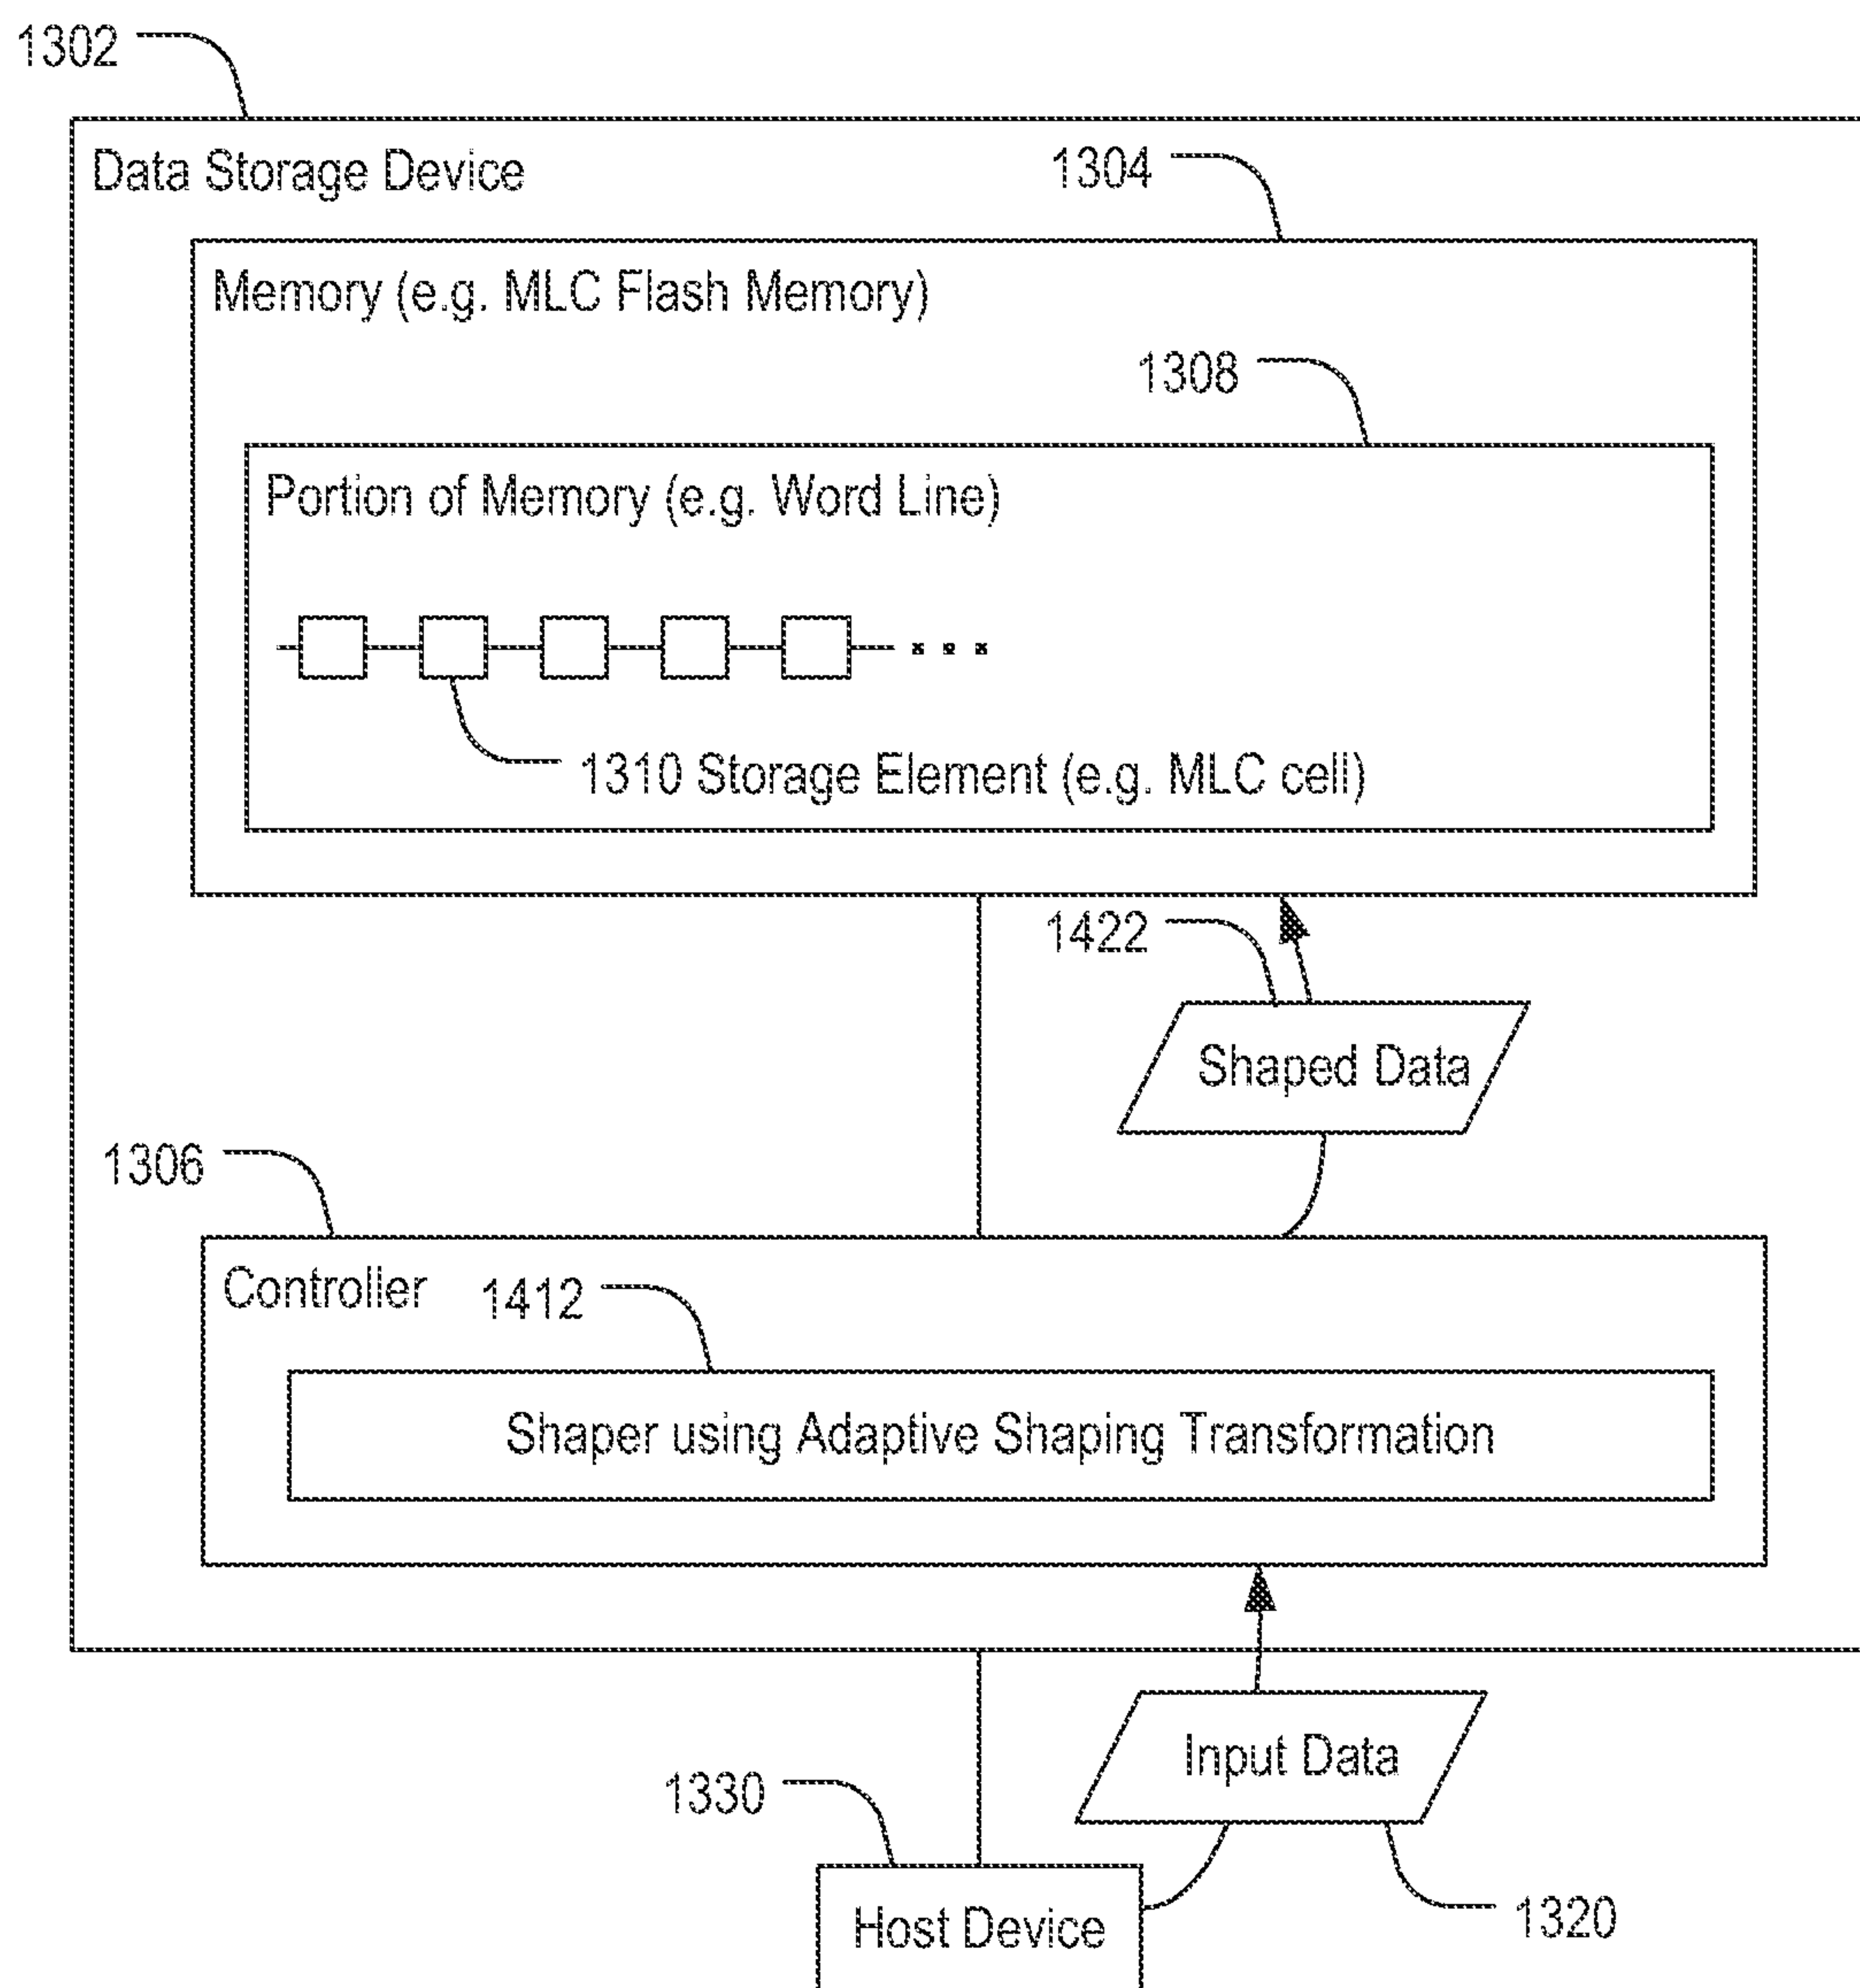 1302
Data Storage Device
1304
Memory (e.g. MLC Flash Memory)
1308
Portion of Memory (e.g. Word Line)
1310 Storage Element (e.g. MLC cell)
1422
Shaped Data
1306
Controller
1412
Shaper using Adaptive Shaping Transformation
Input Data
1330
Host Device
1320